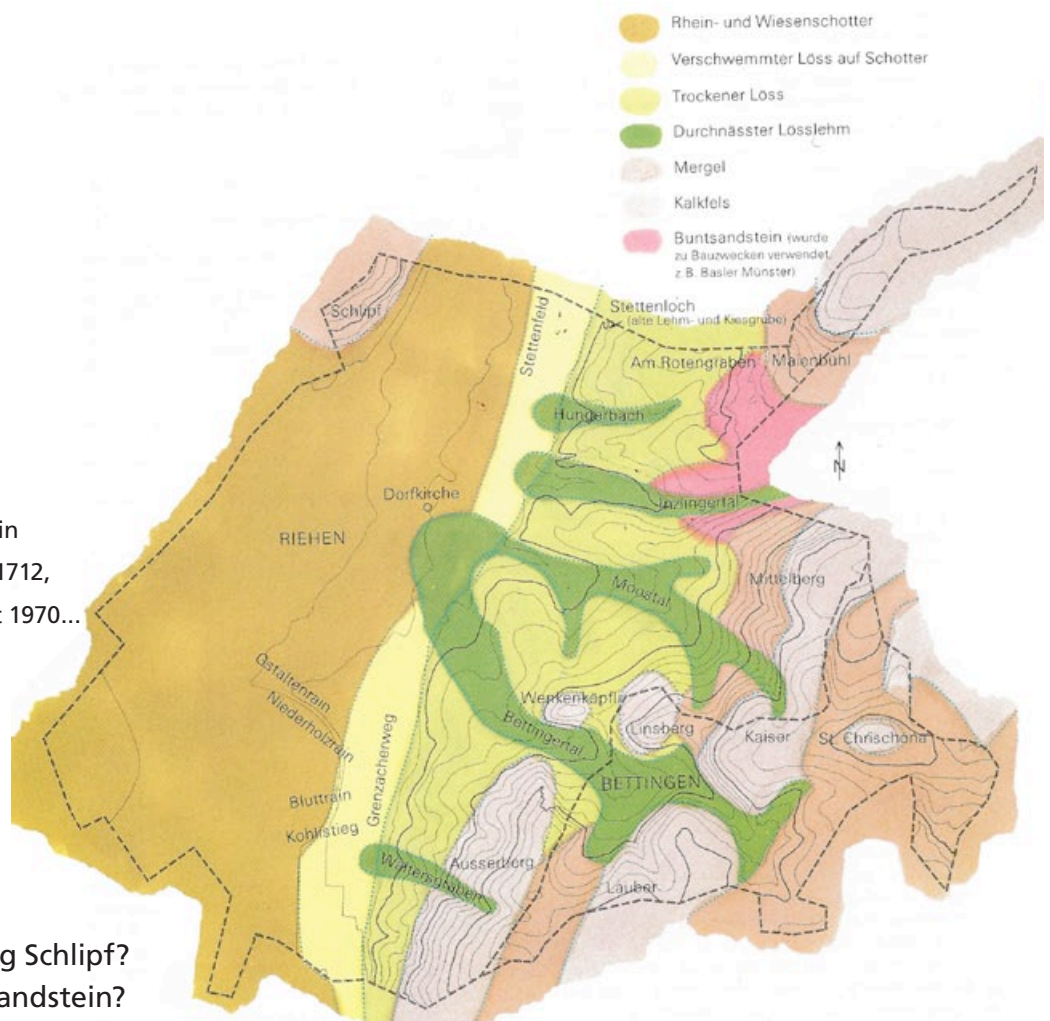 Rhein- und Wiesenschotter
Verschwemmter Löss auf Schotter
Trockener Löss
Durchnässter Losslehm
Mergel
Kalkfels
Buntsandstein (wurde
zu Bauzwecken verwendet,
z.B. Basler Münster)
Schlipf
Stettenfeld
Stettenloch
(alte Lehm- und Kiesgrube)
Am Rotengraben
Maienbühl
Hungerbach
N
Dorfkirche
Inzlingertal
in
RIEHEN
1712,
Moostal
Mittelberg
t 1970...
Gstaltenrain
Niederholzrain
Wenkenköpfli
Linsberg
Kaiser
St. Chrischona
Bettingertal
Grenzacherweg
BETTINGEN
Bluttrain
Kohlistieg
Ausserberg
Lauber
g Schlipf?
andstein?